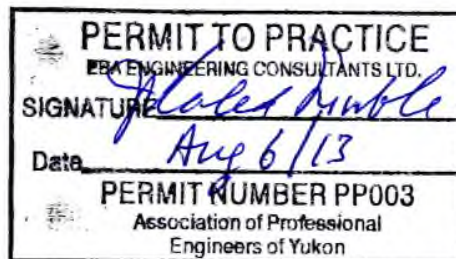 PERMIT TO PRACTICE
EBA ENGINEERING CONSULTANTS LTD.
SIGNATURE
Date Aug 6/13
PERMIT NUMBER PP003
Association of Professional
Engineers of Yukon